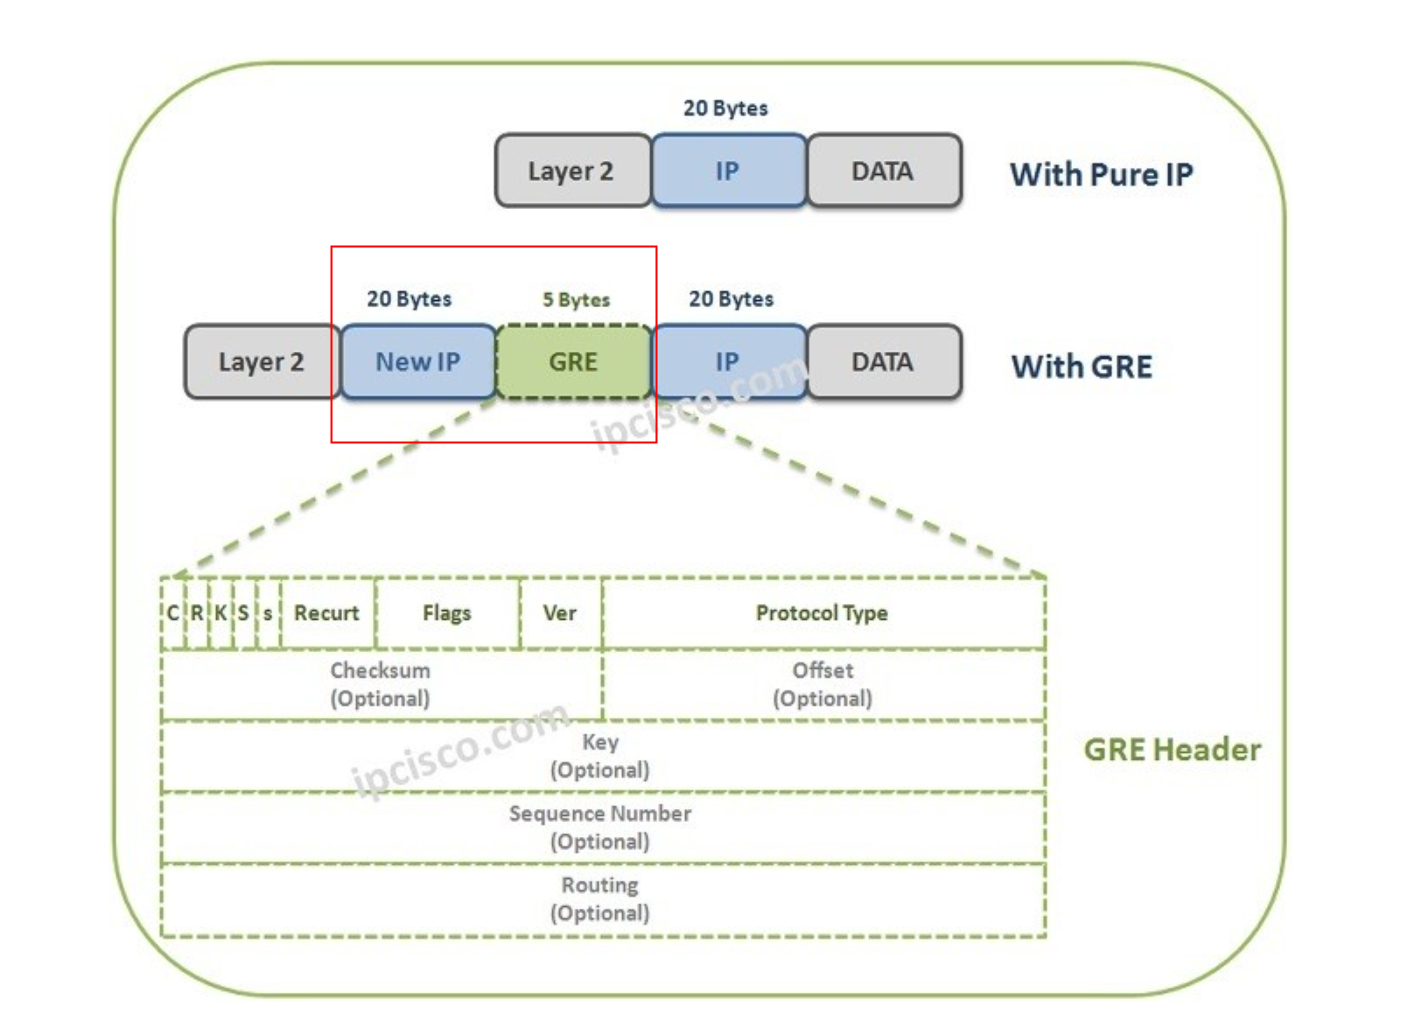 20 Bytes
Layer 2 IP DATA With Pure IP
20 Bytes 5 Bytes 20 Bytes
Layer 2 New IP GRE IP DATA With GRE
ipcisco.com
C R K S s Recurt Flags Ver Protocol Type
Checksum Offset
(Optional) (Optional)
ipcisco.com
Key
(Optional)
GRE Header
Sequence Number
(Optional)
Routing
(Optional)